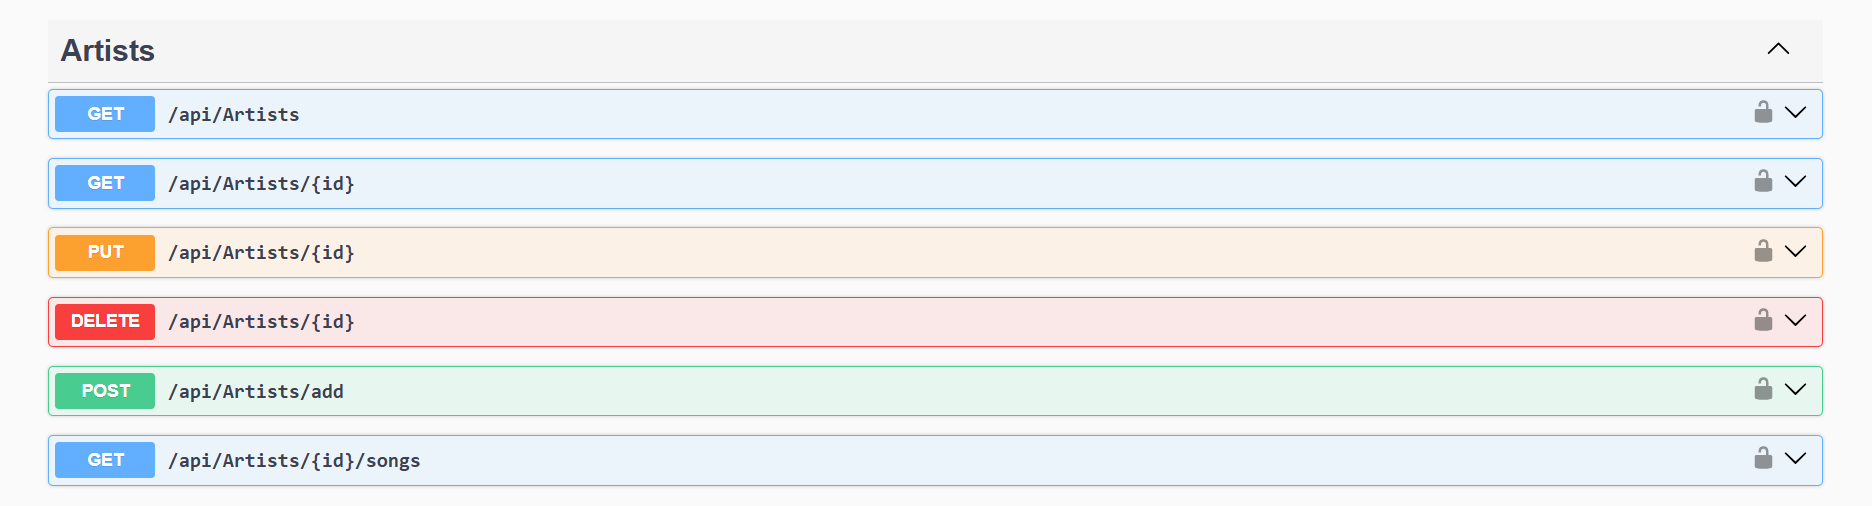 Artists
GET /api/Artists
GET /api/Artists/{id}
PUT /api/Artists/{id}
DELETE /api/Artists/{id}
POST /api/Artists/add
GET /api/Artists/{id}/songs